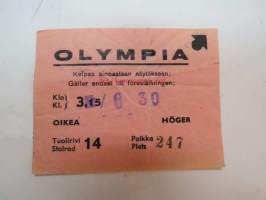 OLYMPIA
Kelpaa ainoastaan näytökseen:
Gäller endast till föreställningen:
Klo
Kl. 3.15 / 8 30
OIKEA HÖGER
Tuolirivi Paikka
Stolrad 14 Plats 247